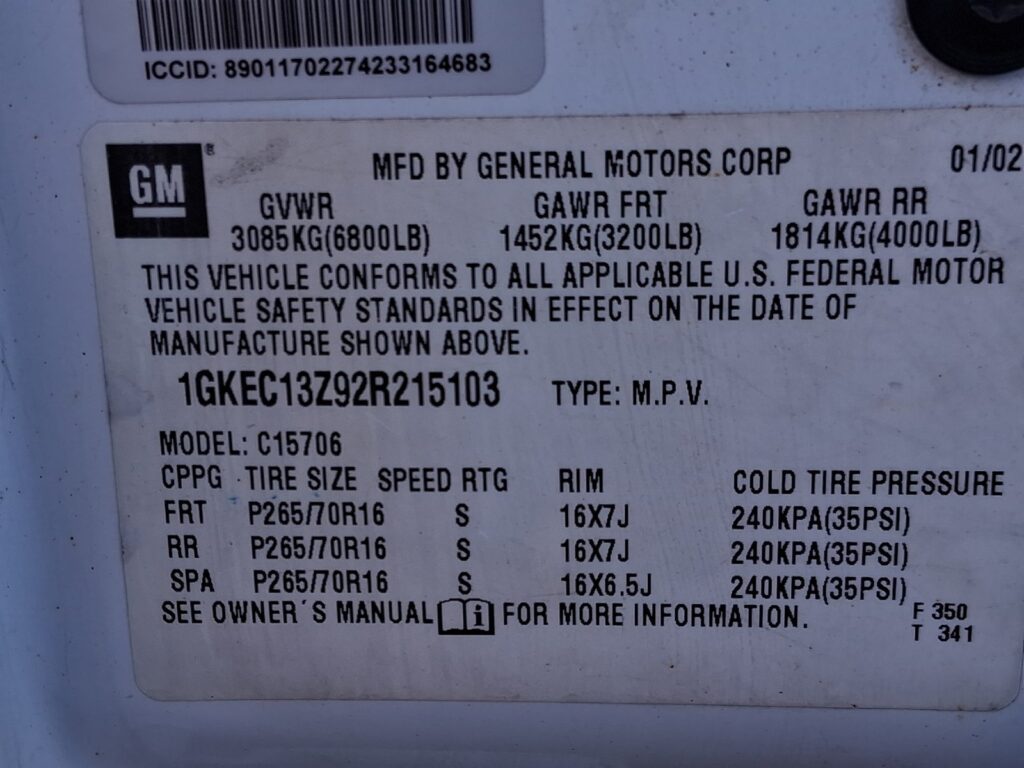 ICCID: 89011702274233164683
GM®
MFD BY GENERAL MOTORS CORP 01/02
GVWR GAWR FRT GAWR RR
3085KG(6800LB) 1452KG(3200LB) 1814KG(4000LB)
THIS VEHICLE CONFORMS TO ALL APPLICABLE U.S. FEDERAL MOTOR
VEHICLE SAFETY STANDARDS IN EFFECT ON THE DATE OF
MANUFACTURE SHOWN ABOVE.
1GKEC13Z92R215103 TYPE: M.P.V.
MODEL: C15706
CPPG TIRE SIZE SPEED RTG RIM COLD TIRE PRESSURE
FRT P265/70R16 S 16X7J 240KPA(35PSI)
RR P265/70R16 S 16X7J 240KPA(35PSI)
SPA P265/70R16 S 16X6.5J 240KPA(35PSI)
SEE OWNER'S MANUAL i FOR MORE INFORMATION. F 350
T 341